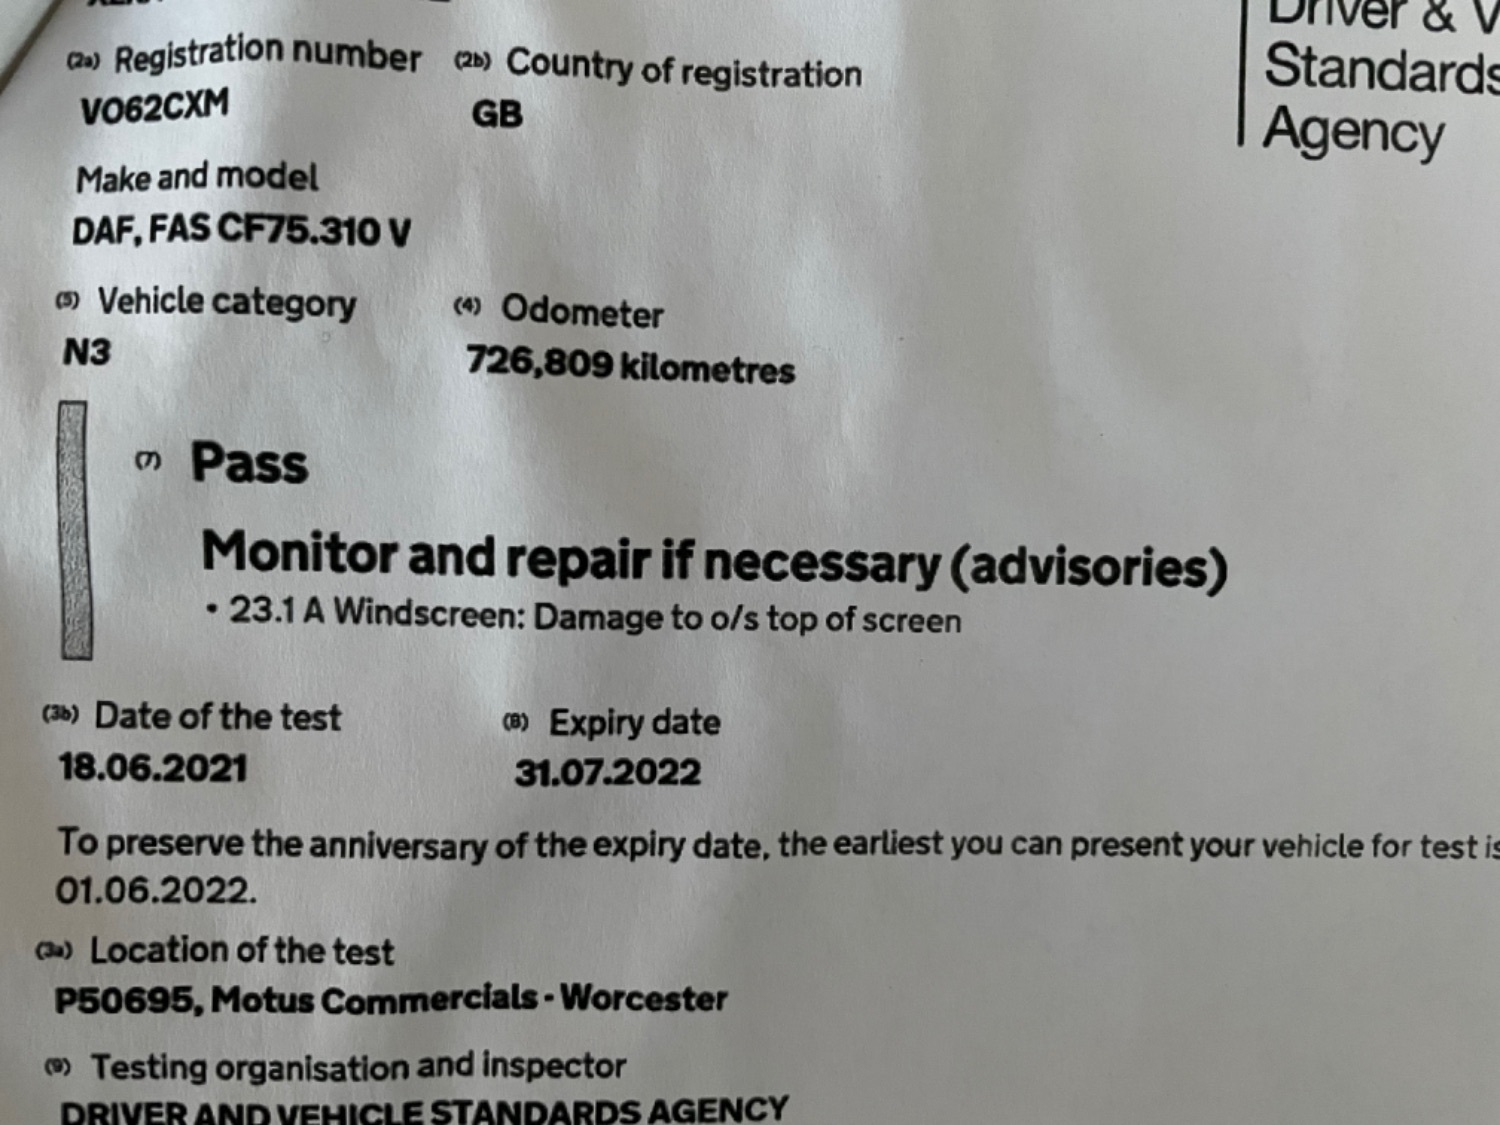 (2a) Registration number (2b) Country of registration
VO62CXM GB
Driver & V
Standards
Agency
Make and model
DAF, FAS CF75.310 V
(5) Vehicle category (4) Odometer
N3 726,809 kilometres
(7) Pass
Monitor and repair if necessary (advisories)
• 23.1 A Windscreen: Damage to o/s top of screen
(3b) Date of the test (8) Expiry date
18.06.2021 31.07.2022
To preserve the anniversary of the expiry date, the earliest you can present your vehicle for test is
01.06.2022.
(3a) Location of the test
P50695, Motus Commercials - Worcester
(9) Testing organisation and inspector
DRIVER AND VEHICLE STANDARDS AGENCY